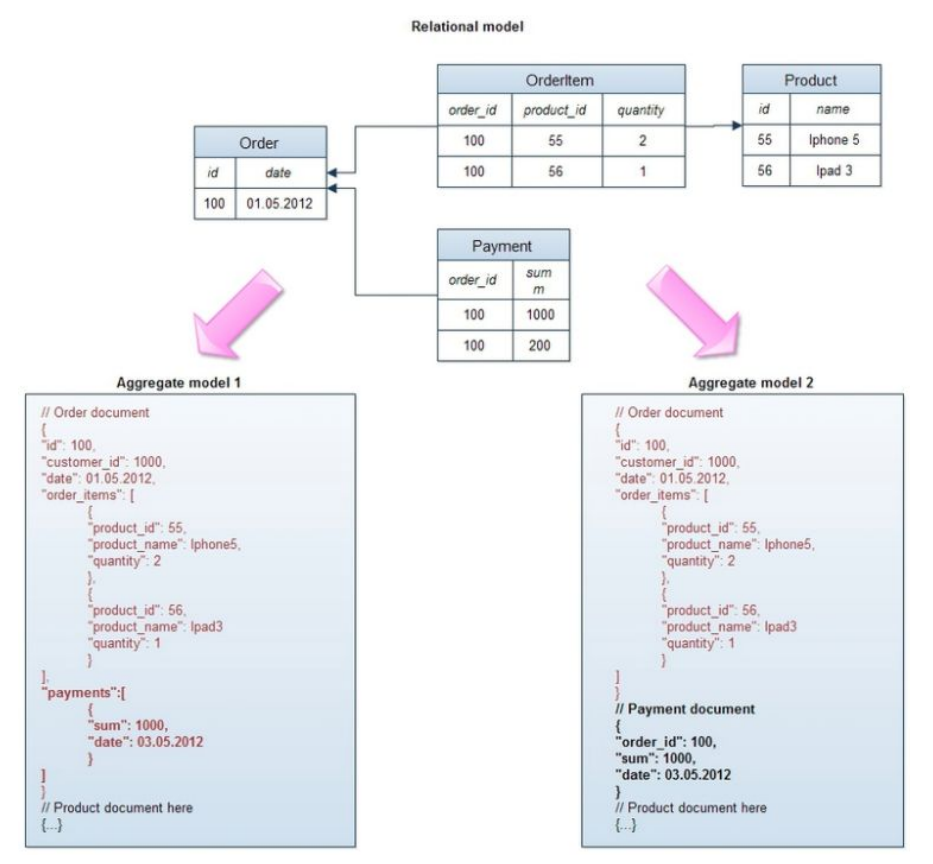 Relational model
OrderItem
order_id product_id quantity
100 55 2
100 56 1
Product
id name
55 Iphone 5
56 Ipad 3
Order
id date
100 01.05.2012
Payment
order_id sum
m
100 1000
100 200
Aggregate model 1
// Order document
{
"id": 100,
"customer_id": 1000,
"date": 01.05.2012,
"order_items": [
{
"product_id": 55,
"product_name": Iphone5,
"quantity": 2
},
{
"product_id": 56,
"product_name": Ipad3
"quantity": 1
}
],
"payments":[
{
"sum": 1000,
"date": 03.05.2012
}
]
}
// Product document here
{...}
Aggregate model 2
// Order document
{
"id": 100,
"customer_id": 1000,
"date": 01.05.2012,
"order_items": [
{
"product_id": 55,
"product_name": Iphone5,
"quantity": 2
},
{
"product_id": 56,
"product_name": Ipad3
"quantity": 1
}
]
}
// Payment document
{
"order_id": 100,
"sum": 1000,
"date": 03.05.2012
}
// Product document here
{...}